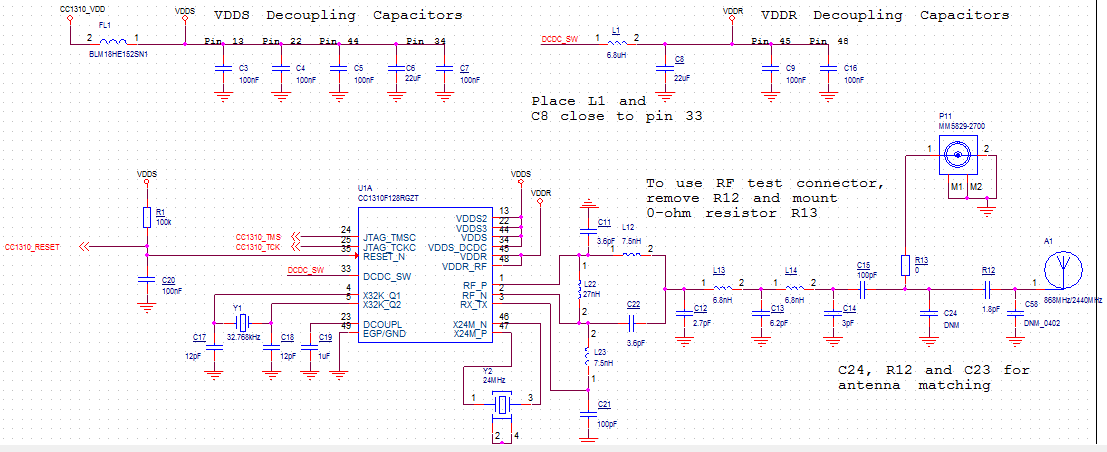 CC1310_VDD
VDDS
VDDS Decoupling Capacitors
VDDR
VDDR Decoupling Capacitors
FL1
2 1
BLM18HE152SN1
Pin 13 Pin 22 Pin 44 Pin 34
C3
100nF
C4
100nF
C5
100nF
C6
22uF
C7
100nF
DCDC_SW
1 L1 2
6.8uH
C8
22uF
Pin 45 Pin 48
C9
100nF
C16
100nF
Place L1 and
C8 close to pin 33
P11
MM5829-2700
1 2
M1 M2
VDDS
R1
100k
CC1310_RESET
C20
100nF
U1A
CC1310F128RGZT
VDDS
VDDR
CC1310_TMS
CC1310_TCK
DCDC_SW
24 JTAG_TMSC
25 JTAG_TCKC
35 RESET_N
33 DCDC_SW
4 X32K_Q1
5 X32K_Q2
23 DCOUPL
49 EGP/GND
VDDS2 13
VDDS3 22
VDDS 44
VDDS_DCDC 34
VDDR 45
VDDR_RF 48
RF_P 1
RF_N 2
RX_TX 3
X24M_N 46
X24M_P 47
Y1
32.768kHz
C17
12pF
C18
12pF
C19
1uF
Y2
24MHz
1 3
2 4
To use RF test connector,
remove R12 and mount
0-ohm resistor R13
C11
3.6pF
L12
7.5nH
1 2
1
L22
27nH
2
C22
3.6pF
2
L23
7.5nH
1
C21
100pF
C12
2.7pF
L13
1 2
6.8nH
C13
6.2pF
L14
1 2
6.8nH
C14
3pF
C15
100pF
R13
0
C24
DNM
R12
1.8pF
C58
DNM_0402
A1
868MHz/2440MHz
C24, R12 and C23 for
antenna matching